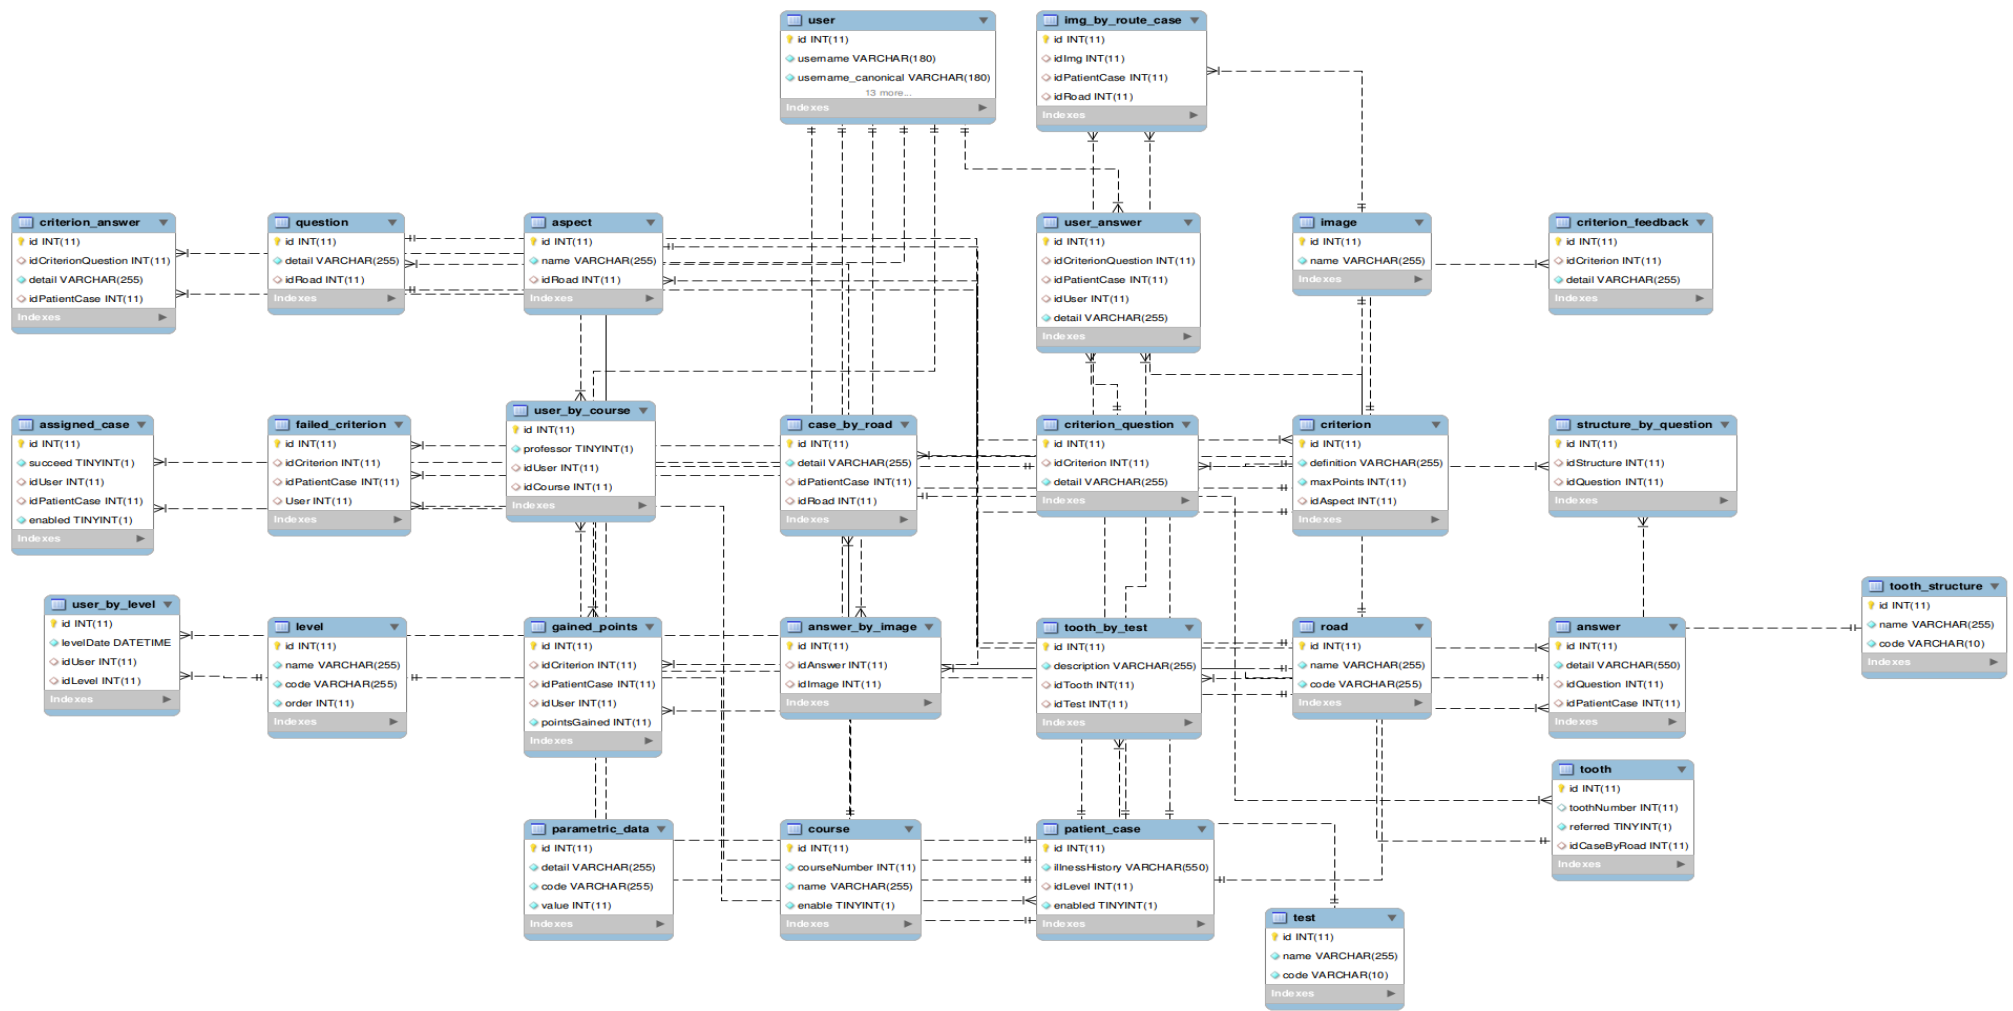 user
id INT(11)
username VARCHAR(180)
username_canonical VARCHAR(180)
13 more...
Indexes
img_by_route_case
id INT(11)
idImg INT(11)
idPatientCase INT(11)
idRoad INT(11)
Indexes
criterion_answer
id INT(11)
idCriterionQuestion INT(11)
detail VARCHAR(255)
idPatientCase INT(11)
Indexes
question
id INT(11)
detail VARCHAR(255)
idRoad INT(11)
Indexes
aspect
id INT(11)
name VARCHAR(255)
idRoad INT(11)
Indexes
user_answer
id INT(11)
idCriterionQuestion INT(11)
idPatientCase INT(11)
idUser INT(11)
detail VARCHAR(255)
Indexes
image
id INT(11)
name VARCHAR(255)
Indexes
criterion_feedback
id INT(11)
idCriterion INT(11)
detail VARCHAR(255)
Indexes
assigned_case
id INT(11)
succeed TINYINT(1)
idUser INT(11)
idPatientCase INT(11)
enabled TINYINT(1)
Indexes
failed_criterion
id INT(11)
idCriterion INT(11)
idPatientCase INT(11)
User INT(11)
Indexes
user_by_course
id INT(11)
professor TINYINT(1)
idUser INT(11)
idCourse INT(11)
Indexes
case_by_road
id INT(11)
detail VARCHAR(255)
idPatientCase INT(11)
idRoad INT(11)
Indexes
criterion_question
id INT(11)
idCriterion INT(11)
detail VARCHAR(255)
Indexes
criterion
id INT(11)
definition VARCHAR(255)
maxPoints INT(11)
idAspect INT(11)
Indexes
structure_by_question
id INT(11)
idStructure INT(11)
idQuestion INT(11)
Indexes
user_by_level
id INT(11)
levelDate DATETIME
idUser INT(11)
idLevel INT(11)
Indexes
level
id INT(11)
name VARCHAR(255)
code VARCHAR(255)
order INT(11)
Indexes
gained_points
id INT(11)
idCriterion INT(11)
idPatientCase INT(11)
idUser INT(11)
pointsGained INT(11)
Indexes
answer_by_image
id INT(11)
idAnswer INT(11)
idImage INT(11)
Indexes
tooth_by_test
id INT(11)
description VARCHAR(255)
idTooth INT(11)
idTest INT(11)
Indexes
road
id INT(11)
name VARCHAR(255)
code VARCHAR(255)
Indexes
answer
id INT(11)
detail VARCHAR(550)
idQuestion INT(11)
idPatientCase INT(11)
Indexes
tooth_structure
id INT(11)
name VARCHAR(255)
code VARCHAR(10)
Indexes
parametric_data
id INT(11)
detail VARCHAR(255)
code VARCHAR(255)
value INT(11)
Indexes
course
id INT(11)
courseNumber INT(11)
name VARCHAR(255)
enable TINYINT(1)
Indexes
patient_case
id INT(11)
illnessHistory VARCHAR(550)
idLevel INT(11)
enabled TINYINT(1)
Indexes
tooth
id INT(11)
toothNumber INT(11)
referred TINYINT(1)
idCaseByRoad INT(11)
Indexes
test
id INT(11)
name VARCHAR(255)
code VARCHAR(10)
Indexes